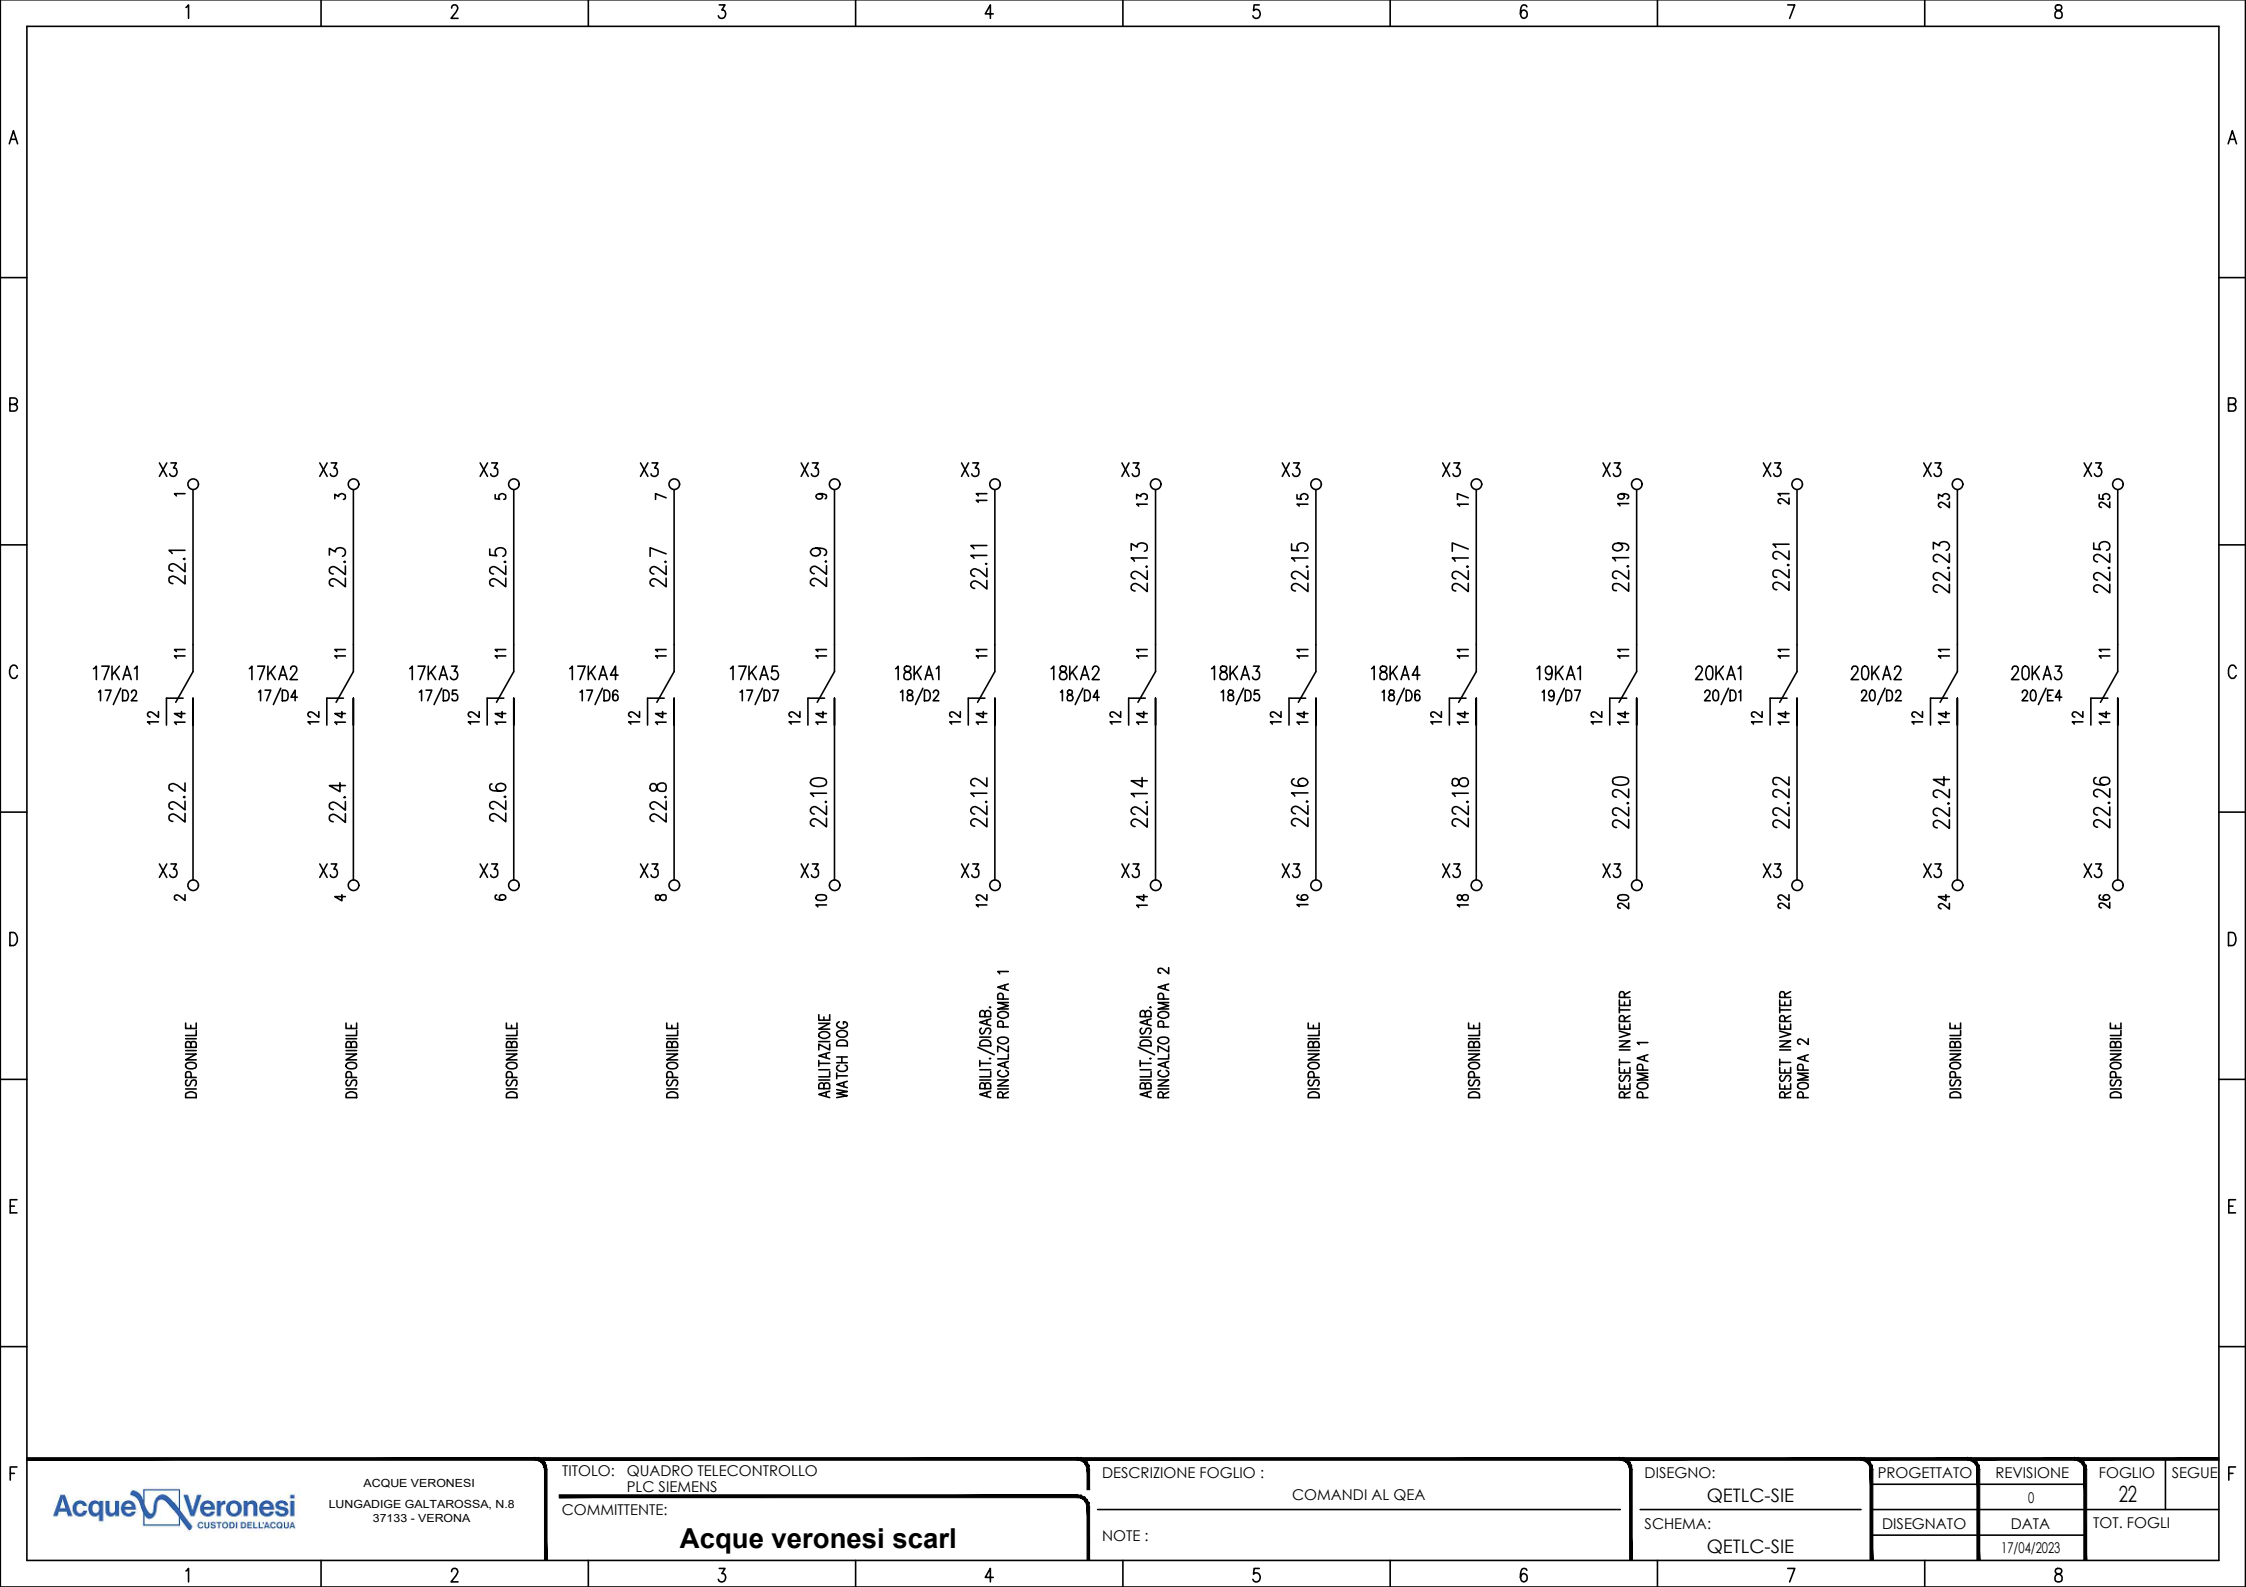 1 2 3 4 5 6 7 8
A A
B B
X3 X3 X3 X3 X3 X3 X3 X3 X3 X3 X3 X3 X3
1 3 5 7 9 11 13 15 17 19 21 23 25
22.1 22.3 22.5 22.7 22.9 22.11 22.13 22.15 22.17 22.19 22.21 22.23 22.25
11 11 11 11 11 11 11 11 11 11 11 11 11
C 17KA1 17KA2 17KA3 17KA4 17KA5 18KA1 18KA2 18KA3 18KA4 19KA1 20KA1 20KA2 20KA3 C
17/D2 17/D4 17/D5 17/D6 17/D7 18/D2 18/D4 18/D5 18/D6 19/D7 20/D1 20/D2 20/E4
12 14 12 14 12 14 12 14 12 14 12 14 12 14 12 14 12 14 12 14 12 14 12 14 12 14
22.2 22.4 22.6 22.8 22.10 22.12 22.14 22.16 22.18 22.20 22.22 22.24 22.26
X3 X3 X3 X3 X3 X3 X3 X3 X3 X3 X3 X3 X3
2 4 6 8 10 12 14 16 18 20 22 24 26
D D
DISPONIBILE
DISPONIBILE
DISPONIBILE
DISPONIBILE
ABILITAZIONE
WATCH DOG
ABILIT./DISAB.
RINCALZO POMPA 1
ABILIT./DISAB.
RINCALZO POMPA 2
DISPONIBILE
DISPONIBILE
RESET INVERTER
POMPA 1
RESET INVERTER
POMPA 2
DISPONIBILE
DISPONIBILE
E E
F F
Acque Veronesi
CUSTODI DELL'ACQUA
ACQUE VERONESI
LUNGADIGE GALTAROSSA, N.8
37133 - VERONA
TITOLO: QUADRO TELECONTROLLO
PLC SIEMENS
COMMITTENTE:
Acque veronesi scarl
DESCRIZIONE FOGLIO :
COMANDI AL QEA
NOTE :
DISEGNO:
QETLC-SIE
SCHEMA:
QETLC-SIE
PROGETTATO
DISEGNATO
REVISIONE
0
DATA
17/04/2023
FOGLIO
22
SEGUE
TOT. FOGLI
1 2 3 4 5 6 7 8